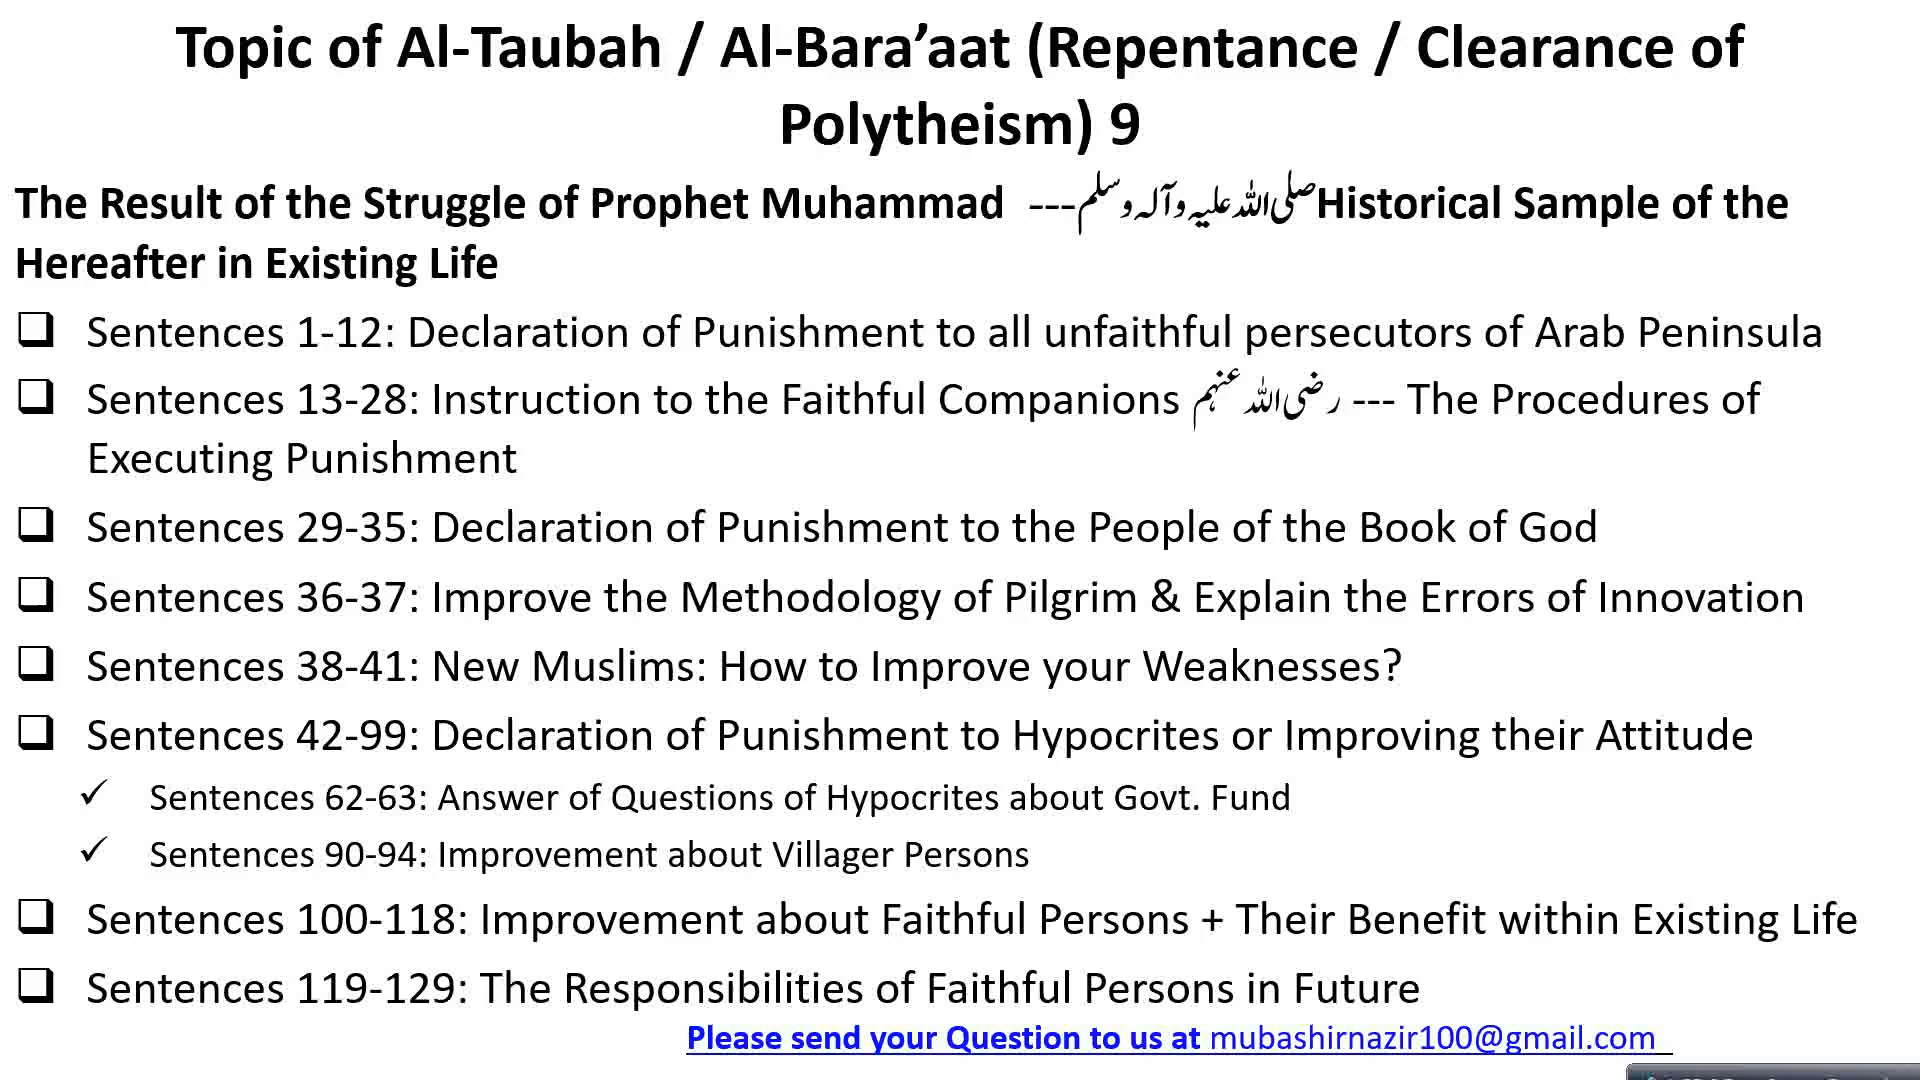 Topic of Al-Taubah / Al-Bara’aat (Repentance / Clearance of
Polytheism) 9
The Result of the Struggle of Prophet Muhammad صلی اللہ علیہ وآلہ وسلم --- Historical Sample of the
Hereafter in Existing Life
❑ Sentences 1-12: Declaration of Punishment to all unfaithful persecutors of Arab Peninsula
❑ Sentences 13-28: Instruction to the Faithful Companions رضی اللہ عنہم --- The Procedures of
Executing Punishment
❑ Sentences 29-35: Declaration of Punishment to the People of the Book of God
❑ Sentences 36-37: Improve the Methodology of Pilgrim & Explain the Errors of Innovation
❑ Sentences 38-41: New Muslims: How to Improve your Weaknesses?
❑ Sentences 42-99: Declaration of Punishment to Hypocrites or Improving their Attitude
✓ Sentences 62-63: Answer of Questions of Hypocrites about Govt. Fund
✓ Sentences 90-94: Improvement about Villager Persons
❑ Sentences 100-118: Improvement about Faithful Persons + Their Benefit within Existing Life
❑ Sentences 119-129: The Responsibilities of Faithful Persons in Future
Please send your Question to us at mubashirnazir100@gmail.com